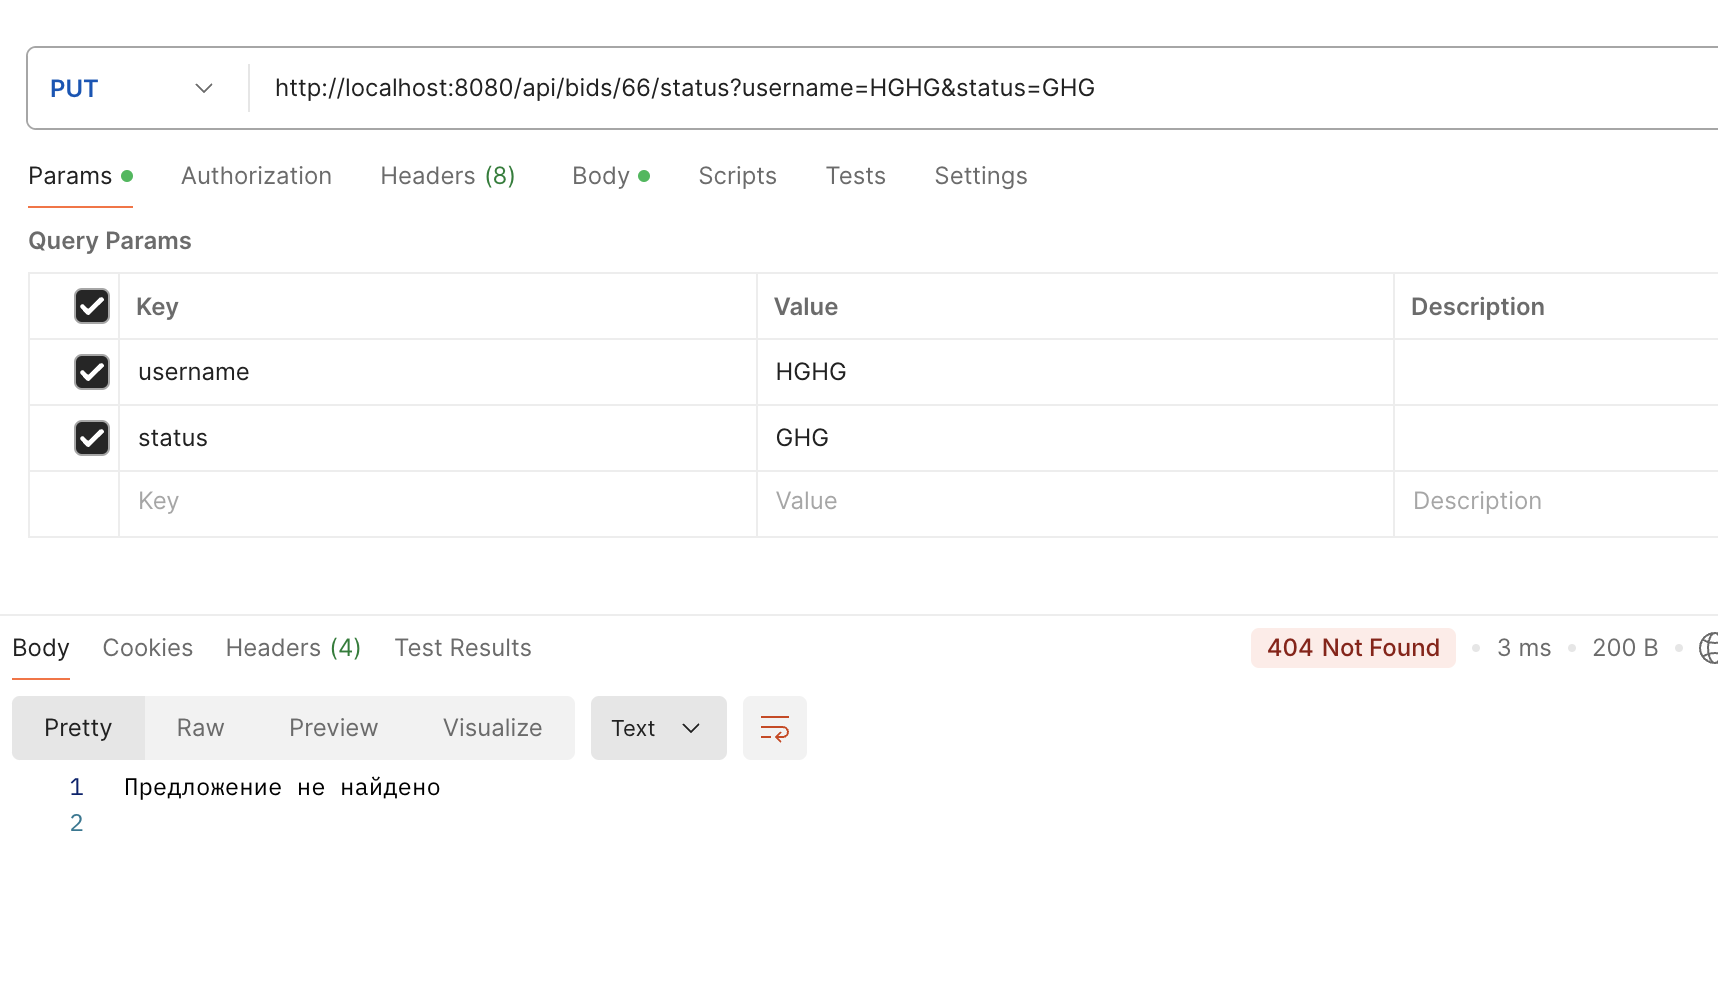 PUT http://localhost:8080/api/bids/66/status?username=HGHG&status=GHG
Params Authorization Headers (8) Body Scripts Tests Settings
Query Params
Key Value Description
username HGHG
status GHG
Key Value Description
Body Cookies Headers (4) Test Results 404 Not Found 3 ms 200 B
Pretty Raw Preview Visualize Text
1 Предложение не найдено
2